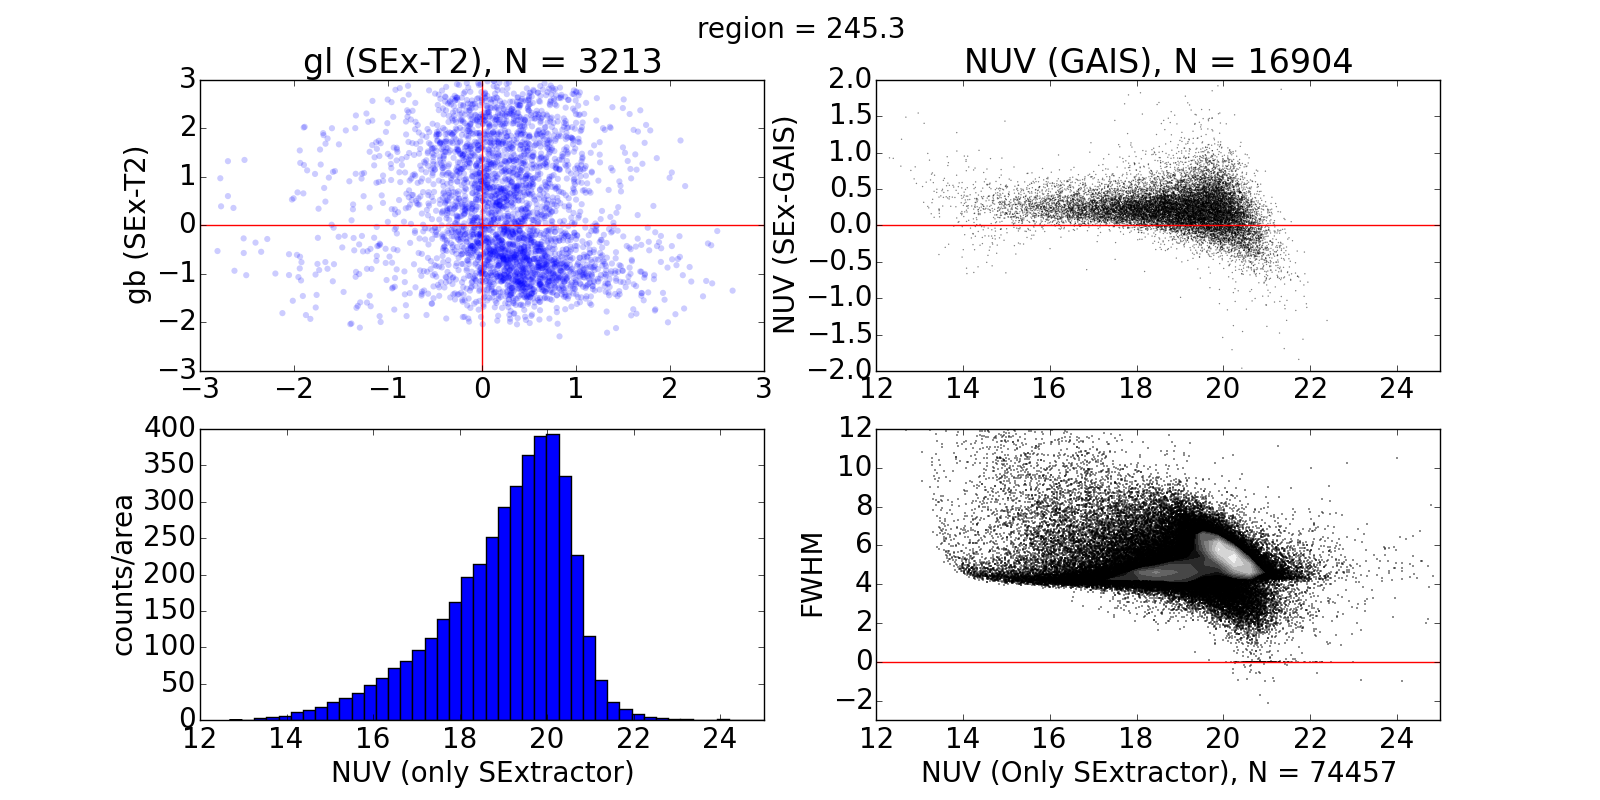 region = 245.3
gl (SEx-T2), N = 3213
gb (SEx-T2)
3
2
1
0
−1
−2
−3
−3 −2 −1 0 1 2 3
NUV (GAIS), N = 16904
NUV (SEx-GAIS)
2.0
1.5
1.0
0.5
0.0
−0.5
−1.0
−1.5
−2.0
12 14 16 18 20 22 24
counts/area
400
350
300
250
200
150
100
50
0
12 14 16 18 20 22 24
NUV (only SExtractor)
FWHM
12
10
8
6
4
2
0
−2
12 14 16 18 20 22 24
NUV (Only SExtractor), N = 74457